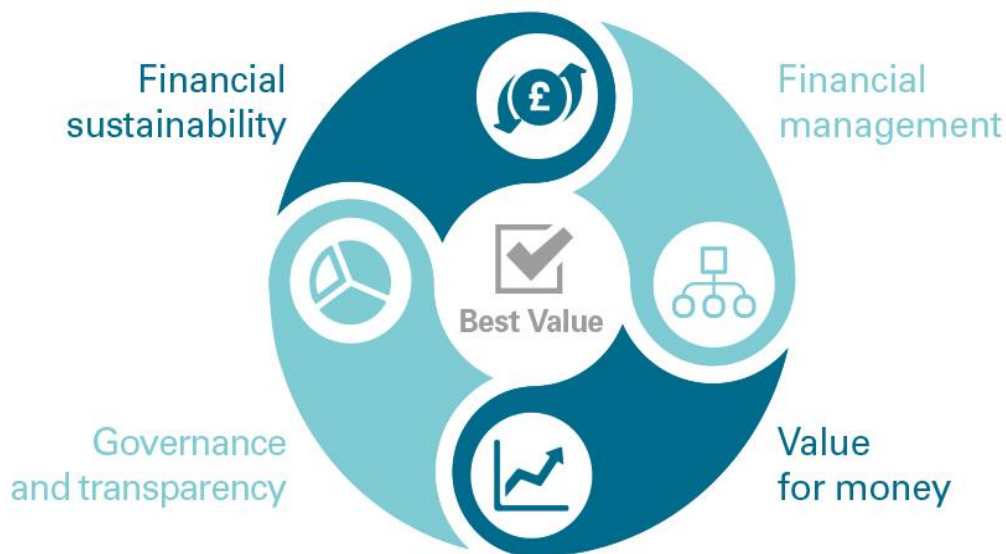 Financial
sustainability
Financial
management
£
Best Value
Governance
and transparency
Value
for money